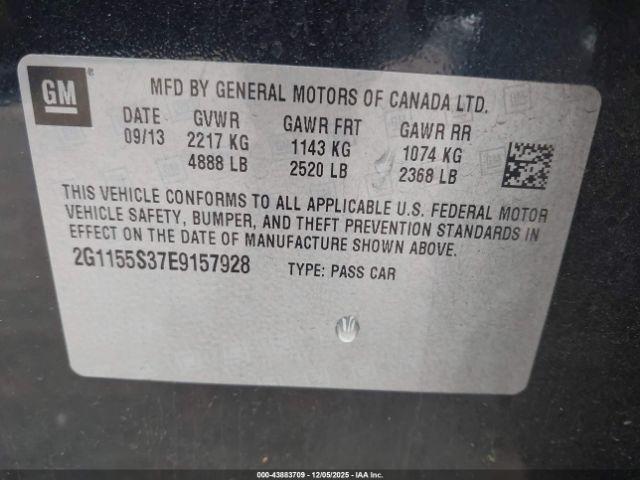 GM ®
MFD BY GENERAL MOTORS OF CANADA LTD.
DATE GVWR GAWR FRT GAWR RR
09/13 2217 KG 1143 KG 1074 KG
4888 LB 2520 LB 2368 LB
THIS VEHICLE CONFORMS TO ALL APPLICABLE U.S. FEDERAL MOTOR
VEHICLE SAFETY, BUMPER, AND THEFT PREVENTION STANDARDS IN
EFFECT ON THE DATE OF MANUFACTURE SHOWN ABOVE.
2G1155S37E9157928 TYPE: PASS CAR
000-43883709 - 12/05/2025 - IAA Inc.